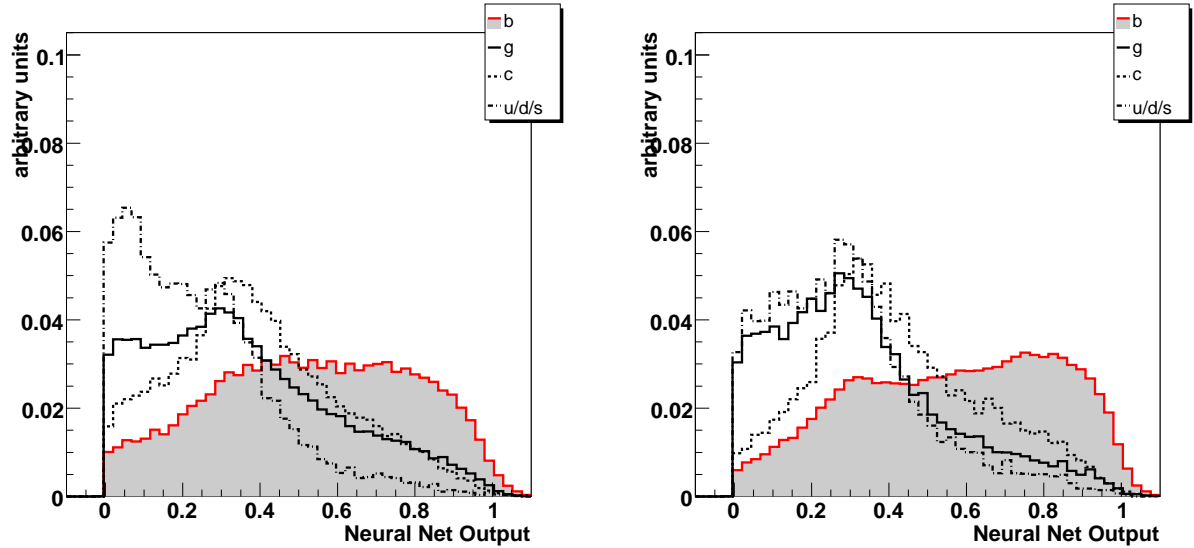 arbitrary units
0.1
0.08
0.06
0.04
0.02
0
0 0.2 0.4 0.6 0.8 1
Neural Net Output
b
g
c
u/d/s
arbitrary units
0.1
0.08
0.06
0.04
0.02
0
0 0.2 0.4 0.6 0.8 1
Neural Net Output
b
g
c
u/d/s